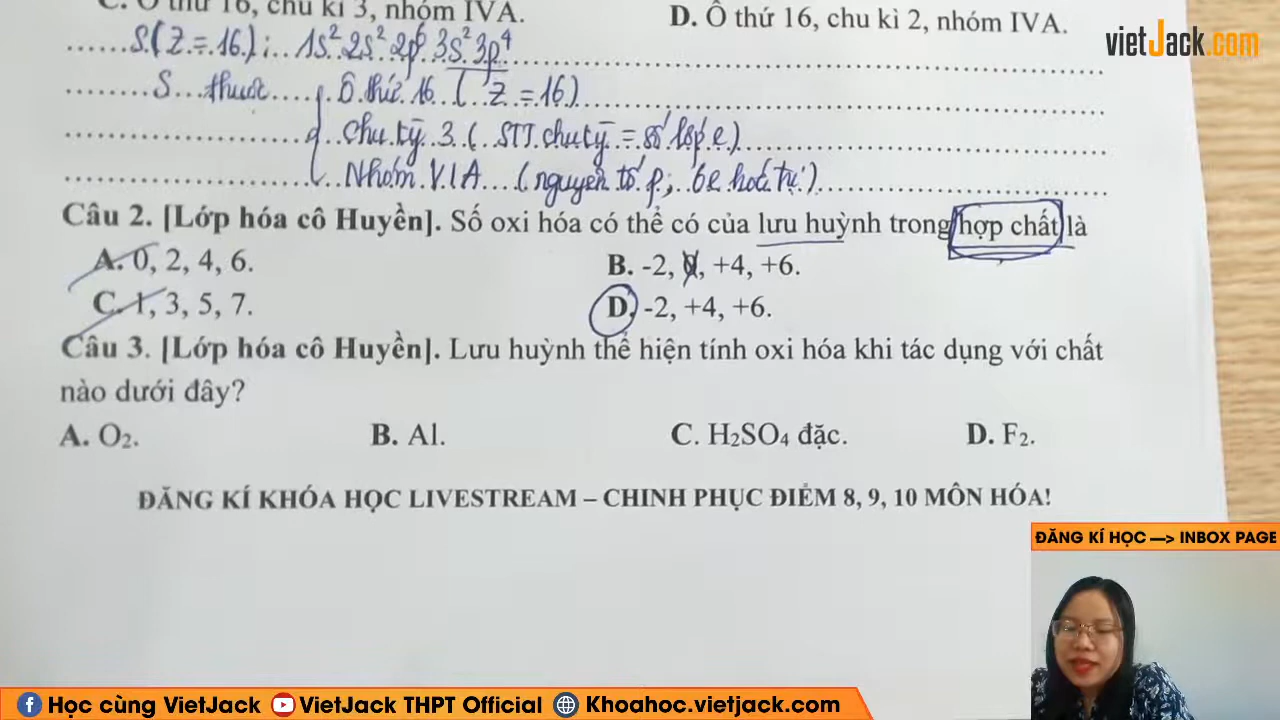 C. Ô thứ 16, chu kì 3, nhóm IVA.
D. Ô thứ 16, chu kì 2, nhóm IVA.
vietJack.com
S (Z = 16): 1s² 2s² 2p⁶ 3s² 3p⁴
S thuộc
Ô thứ 16 (Z = 16)
Chu kỳ 3 (STT chu kỳ = số lớp e)
Nhóm VIA (nguyên tố p, 6e hoá trị)
Câu 2. [Lớp hóa cô Huyền]. Số oxi hóa có thể có của lưu huỳnh trong hợp chất là
A. 0, 2, 4, 6.
B. -2, 0, +4, +6.
C. 1, 3, 5, 7.
D. -2, +4, +6.
Câu 3. [Lớp hóa cô Huyền]. Lưu huỳnh thể hiện tính oxi hóa khi tác dụng với chất
nào dưới đây?
A. O₂.
B. Al.
C. H₂SO₄ đặc.
D. F₂.
ĐĂNG KÍ KHÓA HỌC LIVESTREAM – CHINH PHỤC ĐIỂM 8, 9, 10 MÔN HÓA!
ĐĂNG KÍ HỌC —> INBOX PAGE
Học cùng VietJack
VietJack THPT Official
Khoahoc.vietjack.com